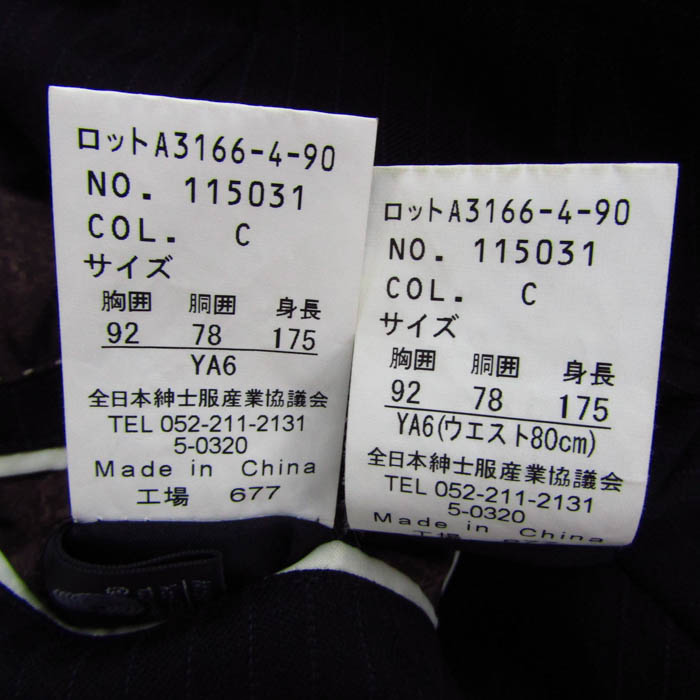 ロットA3166-4-90
NO. 115031
COL. C
サイズ
胸囲 胴囲 身長
92 78 175
YA6
全日本紳士服産業協議会
TEL 052-211-2131
5-0320
Made in China
工場 677
ロットA3166-4-90
NO. 115031
COL. C
サイズ
胸囲 胴囲 身長
92 78 175
YA6(ウエスト80cm)
全日本紳士服産業協議会
TEL 052-211-2131
5-0320
Made in China
工場